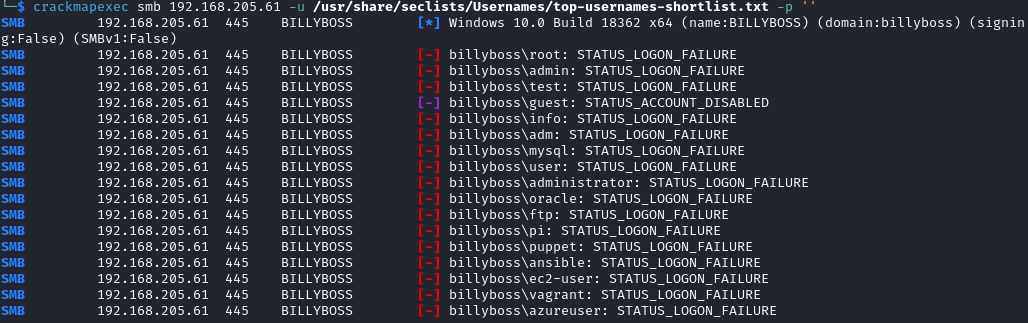 └─$ crackmapexec smb 192.168.205.61 -u /usr/share/seclists/Usernames/top-usernames-shortlist.txt -p ''
SMB 192.168.205.61 445 BILLYBOSS [*] Windows 10.0 Build 18362 x64 (name:BILLYBOSS) (domain:billyboss) (signin
g:False) (SMBv1:False)
SMB 192.168.205.61 445 BILLYBOSS [-] billyboss\root: STATUS_LOGON_FAILURE
SMB 192.168.205.61 445 BILLYBOSS [-] billyboss\admin: STATUS_LOGON_FAILURE
SMB 192.168.205.61 445 BILLYBOSS [-] billyboss\test: STATUS_LOGON_FAILURE
SMB 192.168.205.61 445 BILLYBOSS [-] billyboss\guest: STATUS_ACCOUNT_DISABLED
SMB 192.168.205.61 445 BILLYBOSS [-] billyboss\info: STATUS_LOGON_FAILURE
SMB 192.168.205.61 445 BILLYBOSS [-] billyboss\adm: STATUS_LOGON_FAILURE
SMB 192.168.205.61 445 BILLYBOSS [-] billyboss\mysql: STATUS_LOGON_FAILURE
SMB 192.168.205.61 445 BILLYBOSS [-] billyboss\user: STATUS_LOGON_FAILURE
SMB 192.168.205.61 445 BILLYBOSS [-] billyboss\administrator: STATUS_LOGON_FAILURE
SMB 192.168.205.61 445 BILLYBOSS [-] billyboss\oracle: STATUS_LOGON_FAILURE
SMB 192.168.205.61 445 BILLYBOSS [-] billyboss\ftp: STATUS_LOGON_FAILURE
SMB 192.168.205.61 445 BILLYBOSS [-] billyboss\pi: STATUS_LOGON_FAILURE
SMB 192.168.205.61 445 BILLYBOSS [-] billyboss\puppet: STATUS_LOGON_FAILURE
SMB 192.168.205.61 445 BILLYBOSS [-] billyboss\ansible: STATUS_LOGON_FAILURE
SMB 192.168.205.61 445 BILLYBOSS [-] billyboss\ec2-user: STATUS_LOGON_FAILURE
SMB 192.168.205.61 445 BILLYBOSS [-] billyboss\vagrant: STATUS_LOGON_FAILURE
SMB 192.168.205.61 445 BILLYBOSS [-] billyboss\azureuser: STATUS_LOGON_FAILURE